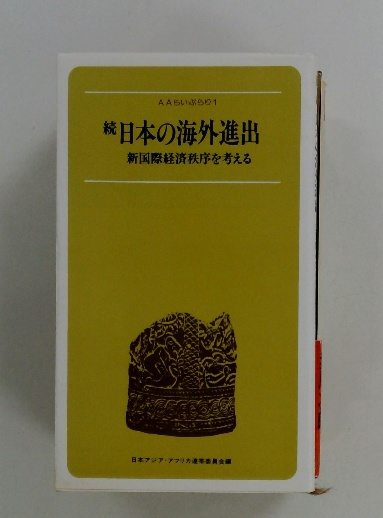 AAらいぶらり1
続日本の海外進出
新国際経済秩序を考える
日本アジア・アフリカ連帯委員会編